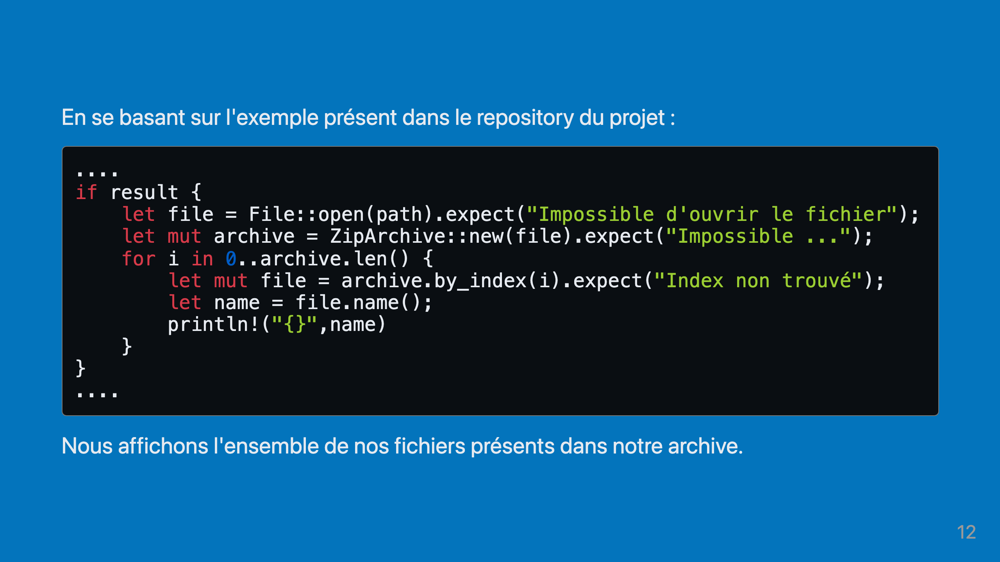 En se basant sur l'exemple présent dans le repository du projet :
....
if result {
    let file = File::open(path).expect("Impossible d'ouvrir le fichier");
    let mut archive = ZipArchive::new(file).expect("Impossible ...");
    for i in 0..archive.len() {
        let mut file = archive.by_index(i).expect("Index non trouvé");
        let name = file.name();
        println!("{}",name)
    }
}
....
Nous affichons l'ensemble de nos fichiers présents dans notre archive.
12